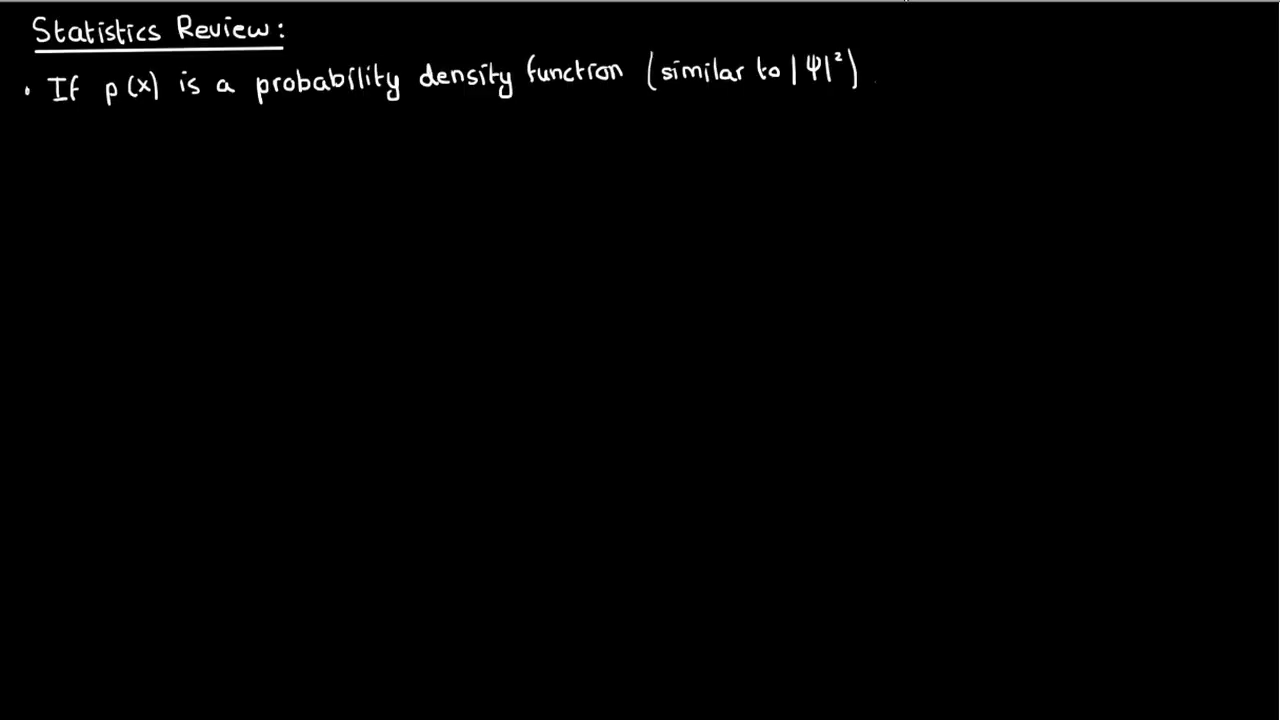 Statistics Review:
• If p(x) is a probability density function (similar to |Ψ|²)